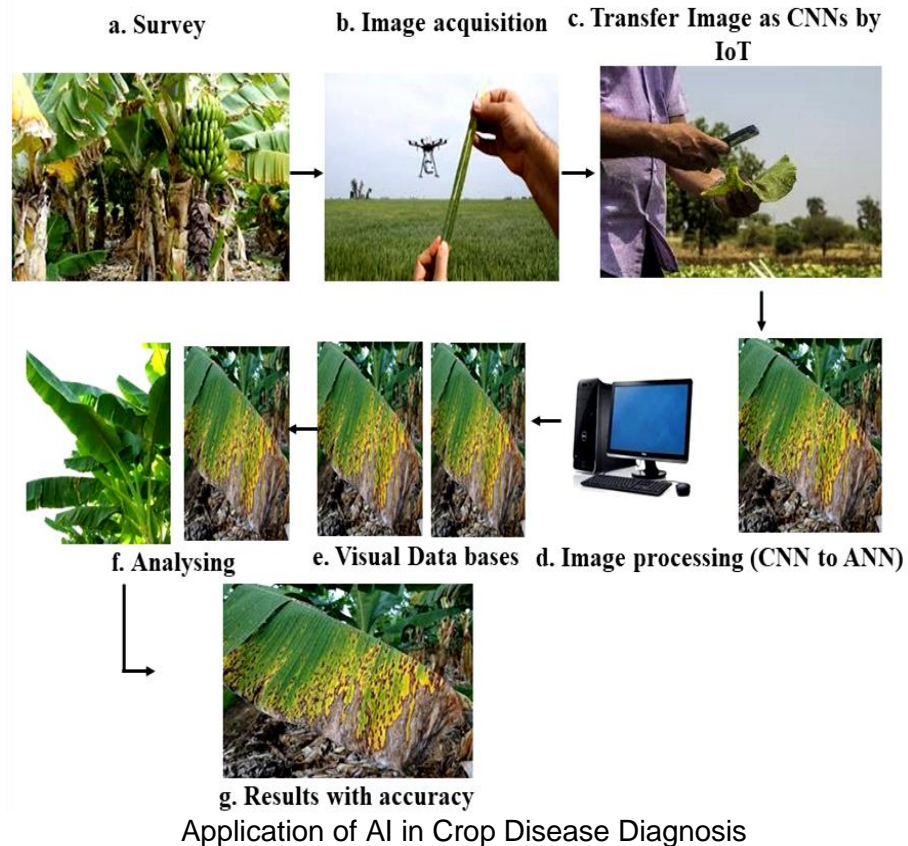 a. Survey
b. Image acquisition
c. Transfer Image as CNNs by
IoT
d. Image processing (CNN to ANN)
e. Visual Data bases
f. Analysing
g. Results with accuracy
Application of AI in Crop Disease Diagnosis